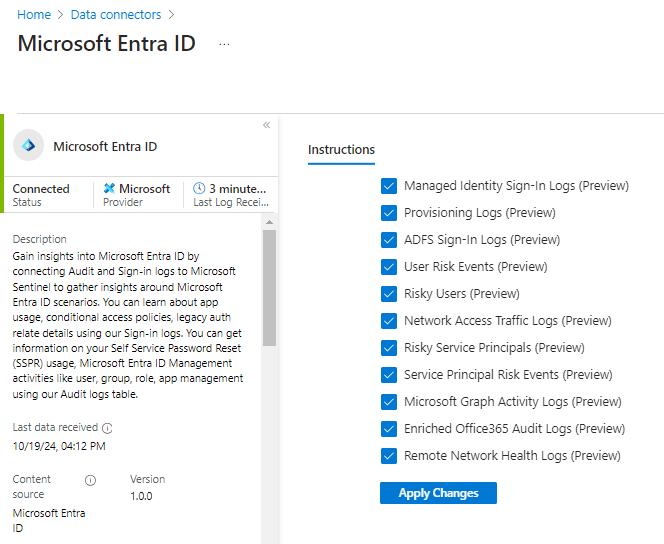 Home > Data connectors >
Microsoft Entra ID ...
«
Microsoft Entra ID
Connected
Status
Microsoft
Provider
3 minute...
Last Log Recei...
Description
Gain insights into Microsoft Entra ID by
connecting Audit and Sign-in logs to Microsoft
Sentinel to gather insights around Microsoft
Entra ID scenarios. You can learn about app
usage, conditional access policies, legacy auth
relate details using our Sign-in logs. You can get
information on your Self Service Password Reset
(SSPR) usage, Microsoft Entra ID Management
activities like user, group, role, app management
using our Audit logs table.
Last data received
10/19/24, 04:12 PM
Content
source
Microsoft Entra
ID
Version
1.0.0
Instructions
Managed Identity Sign-In Logs (Preview)
Provisioning Logs (Preview)
ADFS Sign-In Logs (Preview)
User Risk Events (Preview)
Risky Users (Preview)
Network Access Traffic Logs (Preview)
Risky Service Principals (Preview)
Service Principal Risk Events (Preview)
Microsoft Graph Activity Logs (Preview)
Enriched Office365 Audit Logs (Preview)
Remote Network Health Logs (Preview)
Apply Changes